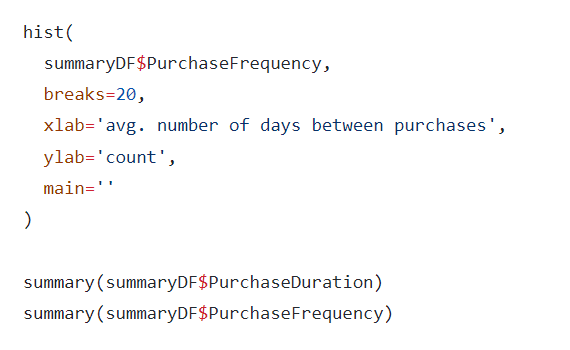 hist(
  summaryDF$PurchaseFrequency,
  breaks=20,
  xlab='avg. number of days between purchases',
  ylab='count',
  main=''
)

summary(summaryDF$PurchaseDuration)
summary(summaryDF$PurchaseFrequency)